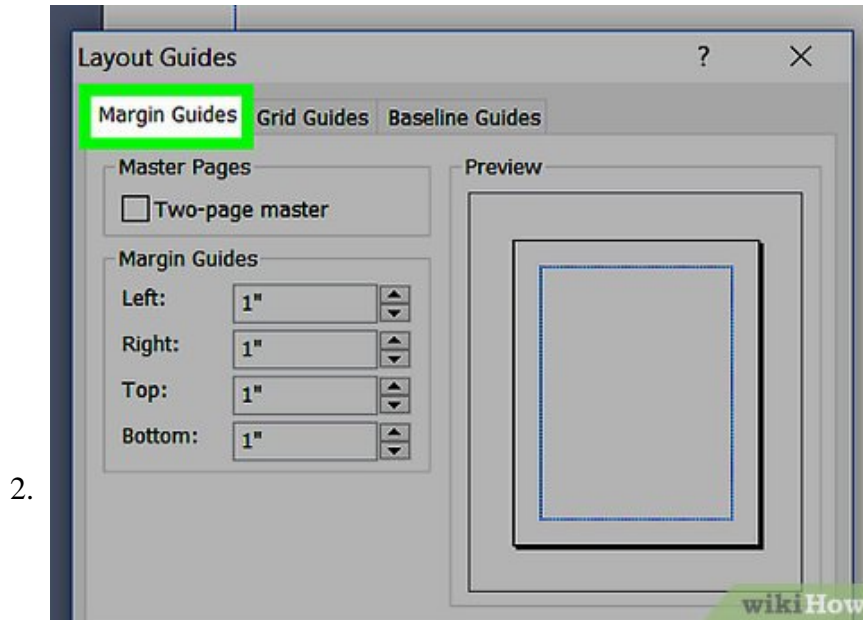 Layout Guides ?
Margin Guides Grid Guides Baseline Guides
Master Pages
Two-page master
Margin Guides
Left: 1"
Right: 1"
Top: 1"
Bottom: 1"
Preview
2.
wikiHow